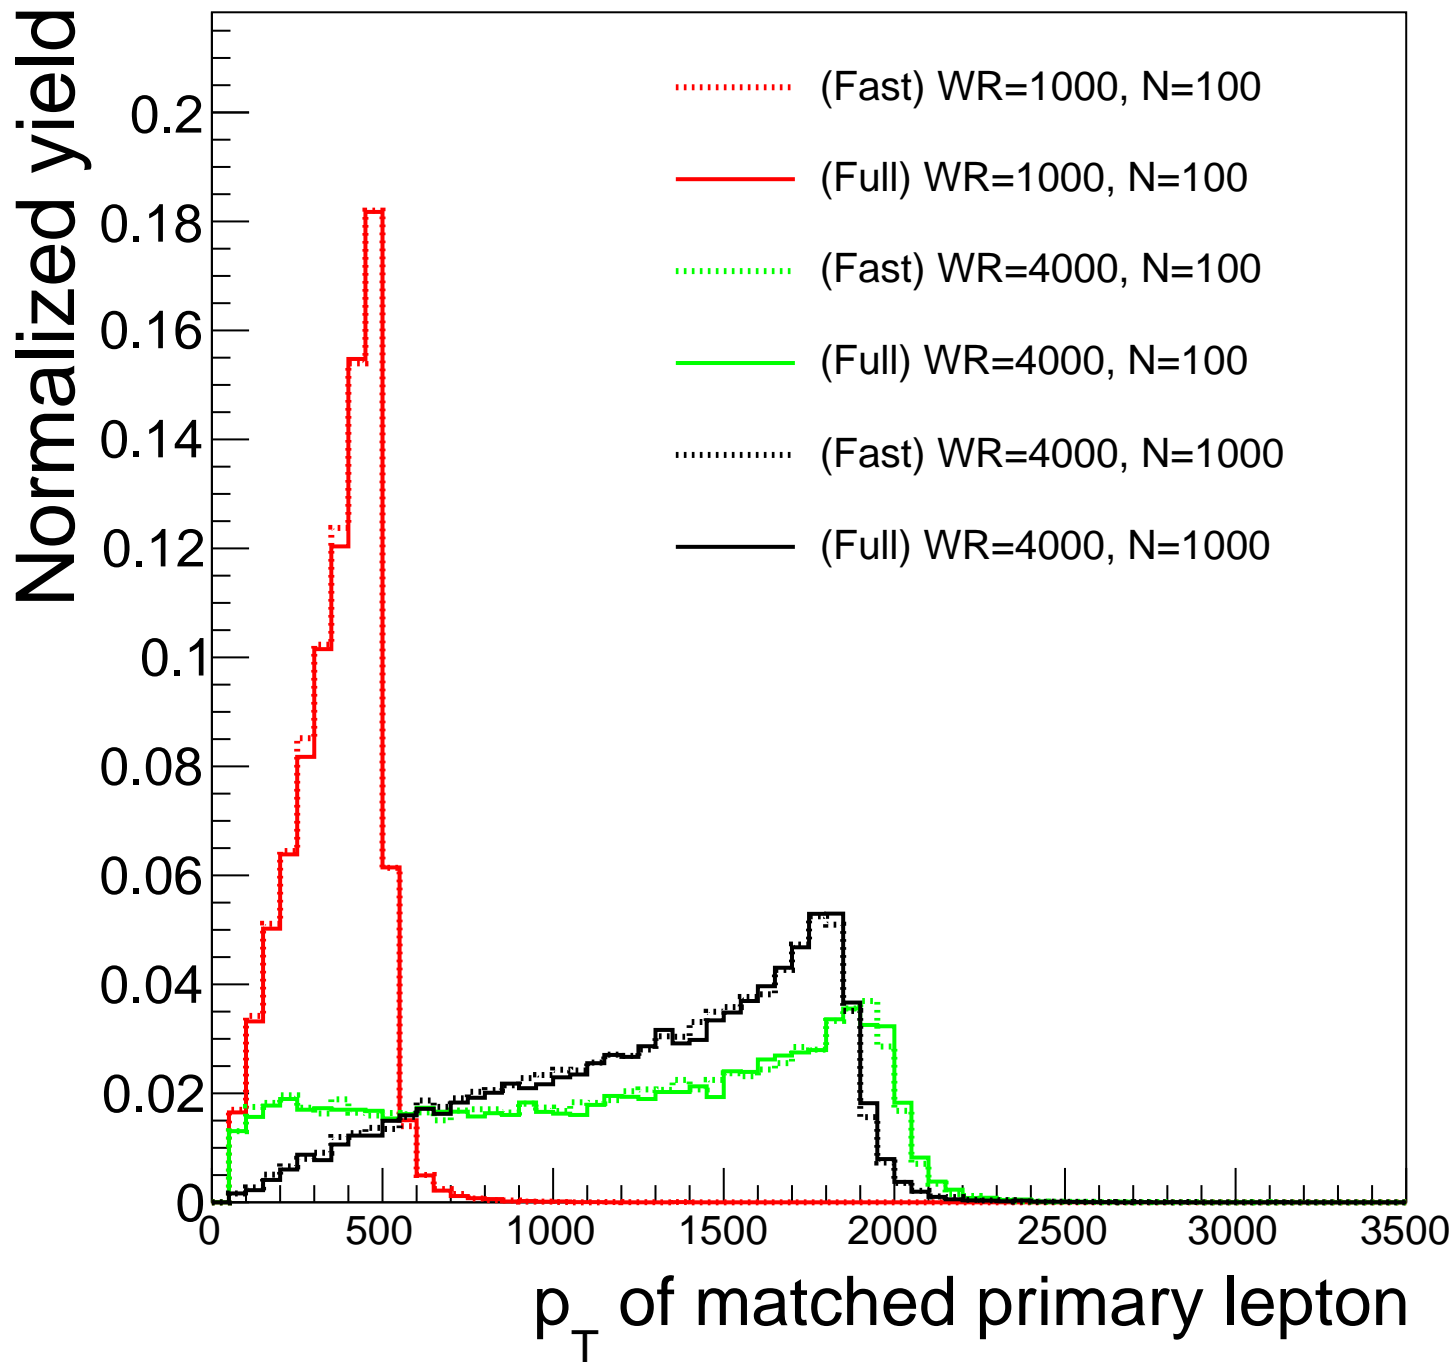 Normalized yield
0.2
0.18
0.16
0.14
0.12
0.1
0.08
0.06
0.04
0.02
0
(Fast) WR=1000, N=100
(Full) WR=1000, N=100
(Fast) WR=4000, N=100
(Full) WR=4000, N=100
(Fast) WR=4000, N=1000
(Full) WR=4000, N=1000
0 500 1000 1500 2000 2500 3000 3500
p_T of matched primary lepton